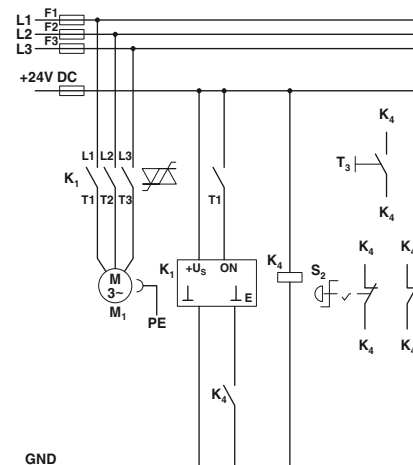 L1 F1
L2 F2
L3 F3
+24V DC
K4
L1 L2 L3
T3
K1
T1 T2 T3
T1
K4
K1 +US ON
K4
S2
K4 K4
M
3~
E
M1
PE
K4 K4
K4
GND